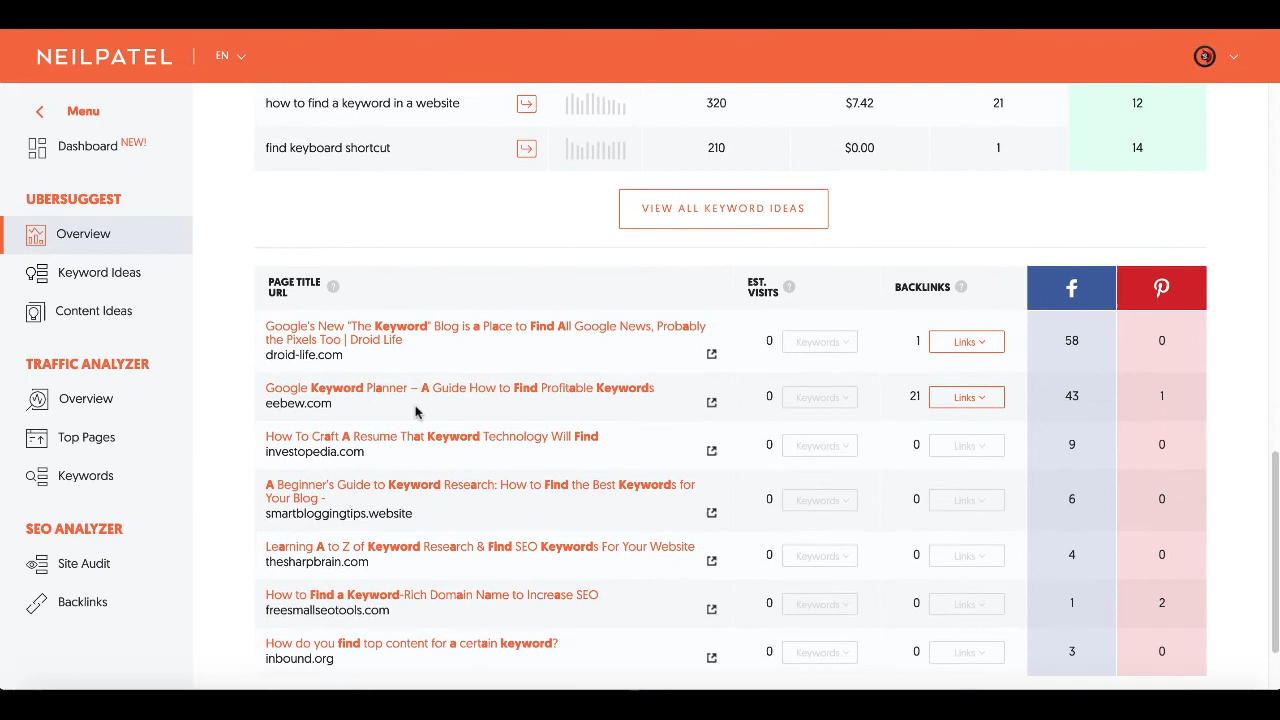 NEILPATEL
EN
Menu
Dashboard NEW!
UBERSUGGEST
Overview
Keyword Ideas
Content Ideas
TRAFFIC ANALYZER
Overview
Top Pages
Keywords
SEO ANALYZER
Site Audit
Backlinks
how to find a keyword in a website 320 $7.42 21 12
find keyboard shortcut 210 $0.00 1 14
VIEW ALL KEYWORD IDEAS
PAGE TITLE
URL
?
EST.
VISITS
?
BACKLINKS ?
Google's New "The Keyword" Blog is a Place to Find All Google News, Probably
the Pixels Too | Droid Life
droid-life.com
0 Keywords 1 Links 58 0
Google Keyword Planner – A Guide How to Find Profitable Keywords
eebew.com
0 Keywords 21 Links 43 1
How To Craft A Resume That Keyword Technology Will Find
investopedia.com
0 Keywords 0 Links 9 0
A Beginner's Guide to Keyword Research: How to Find the Best Keywords for
Your Blog -
smartbloggingtips.website
0 Keywords 0 Links 6 0
Learning A to Z of Keyword Research & Find SEO Keywords For Your Website
thesharpbrain.com
0 Keywords 0 Links 4 0
How to Find a Keyword-Rich Domain Name to Increase SEO
freesmallseotools.com
0 Keywords 0 Links 1 2
How do you find top content for a certain keyword?
inbound.org
0 Keywords 0 Links 3 0